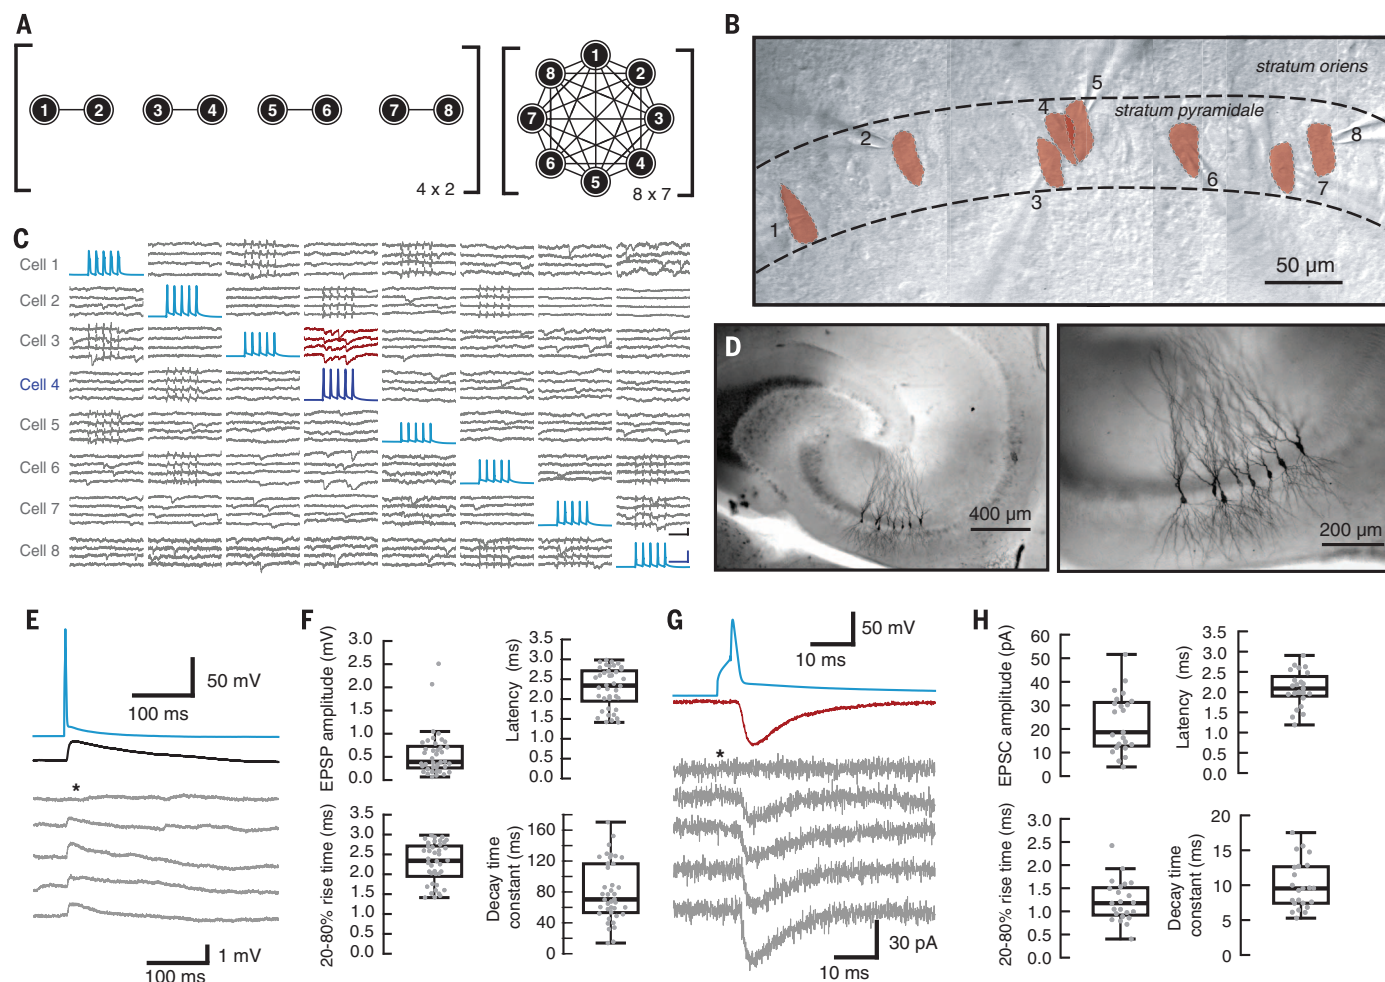 A
1 2 3 4 5 6 7 8
4 x 2
1
8 2
7 3
6 4
5
8 x 7
B
stratum oriens
stratum pyramidale
1 2 3 4 5 6 7 8
50 µm
C
Cell 1
Cell 2
Cell 3
Cell 4
Cell 5
Cell 6
Cell 7
Cell 8
D
400 µm
200 µm
E
50 mV
100 ms
*
1 mV
100 ms
F
EPSP amplitude (mV)
3.0
2.5
2.0
1.5
1.0
0.5
0.0
Latency (ms)
3.5
3.0
2.5
2.0
1.5
1.0
0.5
0.0
20-80% rise time (ms)
3.5
3.0
2.5
2.0
1.5
1.0
0.5
0.0
Decay time
constant (ms)
160
120
80
40
0
G
50 mV
10 ms
*
30 pA
10 ms
H
EPSC amplitude (pA)
60
50
40
30
20
10
0
Latency (ms)
3.5
3.0
2.5
2.0
1.5
1.0
0.5
0.0
20-80% rise time (ms)
3.0
2.5
2.0
1.5
1.0
0.5
0.0
Decay time
constant (ms)
20
15
10
5
0